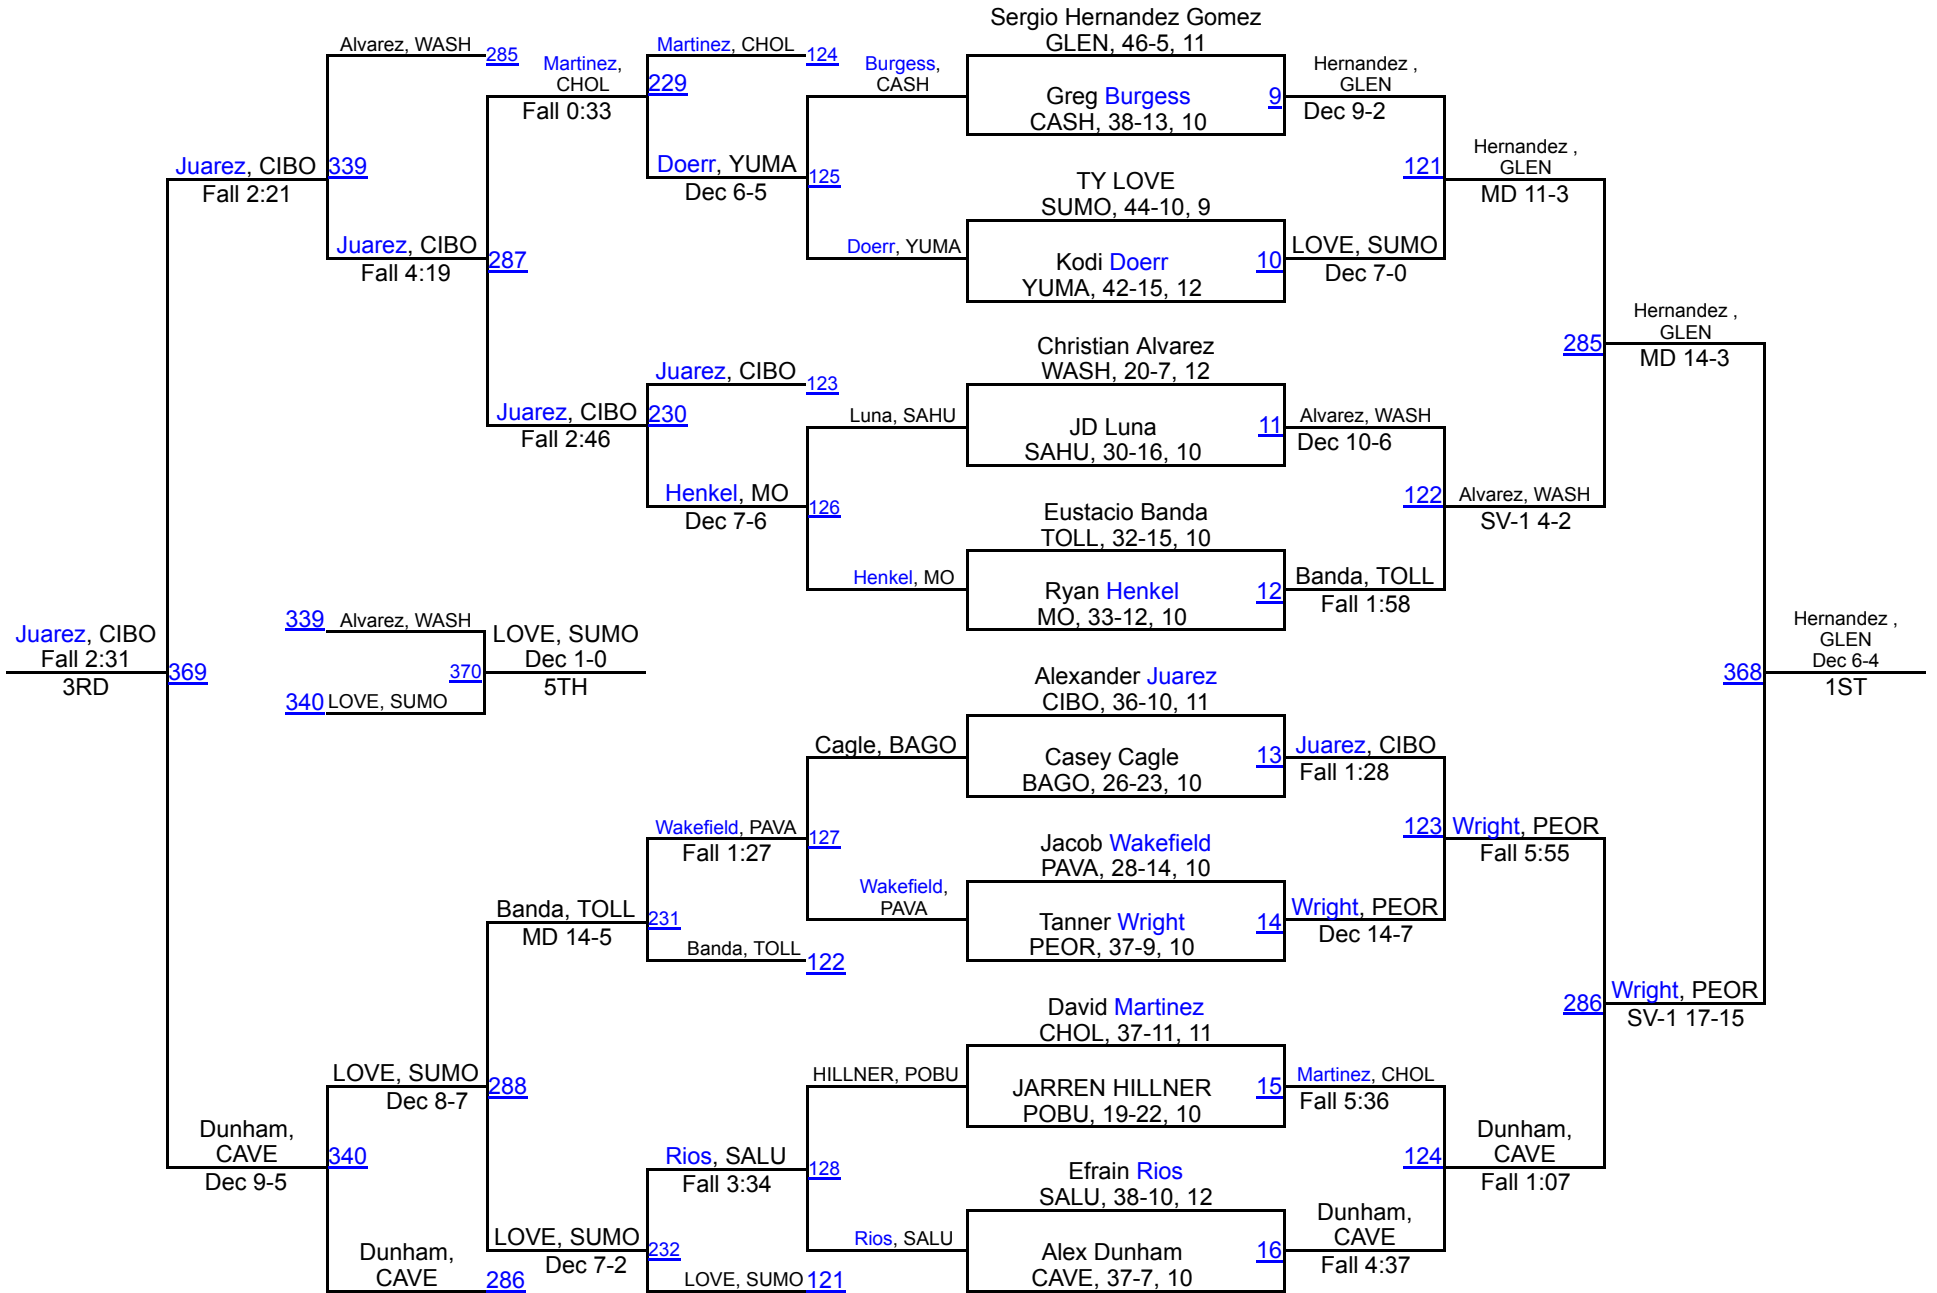 Sergio Hernandez Gomez
GLEN, 46-5, 11
Alvarez, WASH 285
Martinez, CHOL 124
Martinez,
CHOL
229
Fall 0:33
Burgess,
CASH
Greg Burgess 9
CASH, 38-13, 10
Hernandez ,
GLEN
Dec 9-2
Juarez, CIBO 339
Fall 2:21
Doerr, YUMA 125
Dec 6-5
TY LOVE
SUMO, 44-10, 9
121
Hernandez ,
GLEN
MD 11-3
Juarez, CIBO 287
Fall 4:19
Doerr, YUMA
Kodi Doerr 10
YUMA, 42-15, 12
LOVE, SUMO
Dec 7-0
Christian Alvarez
WASH, 20-7, 12
285
Hernandez ,
GLEN
MD 14-3
Juarez, CIBO 123
Juarez, CIBO 230
Fall 2:46
Luna, SAHU
JD Luna 11
SAHU, 30-16, 10
Alvarez, WASH
Dec 10-6
Henkel, MO 126
Dec 7-6
Eustacio Banda
TOLL, 32-15, 10
122 Alvarez, WASH
SV-1 4-2
Henkel, MO
Ryan Henkel 12
MO, 33-12, 10
Banda, TOLL
Fall 1:58
Juarez, CIBO
Fall 2:31
3RD
369
339 Alvarez, WASH
340 LOVE, SUMO
370
LOVE, SUMO
Dec 1-0
5TH
368
Hernandez ,
GLEN
Dec 6-4
1ST
Alexander Juarez
CIBO, 36-10, 11
Cagle, BAGO
Casey Cagle 13
BAGO, 26-23, 10
Juarez, CIBO
Fall 1:28
Wakefield, PAVA 127
Fall 1:27
Jacob Wakefield
PAVA, 28-14, 10
123 Wright, PEOR
Fall 5:55
Wakefield,
PAVA
Tanner Wright 14
PEOR, 37-9, 10
Wright, PEOR
Dec 14-7
Banda, TOLL 231
MD 14-5
Banda, TOLL 122
David Martinez
CHOL, 37-11, 11
286 Wright, PEOR
SV-1 17-15
LOVE, SUMO 288
Dec 8-7
HILLNER, POBU
JARREN HILLNER 15
POBU, 19-22, 10
Martinez, CHOL
Fall 5:36
Dunham,
CAVE
340
Dec 9-5
Rios, SALU 128
Fall 3:34
Efrain Rios
SALU, 38-10, 12
124
Dunham,
CAVE
Fall 1:07
LOVE, SUMO 232
Dec 7-2
Rios, SALU
Alex Dunham 16
CAVE, 37-7, 10
Dunham,
CAVE
Fall 4:37
Dunham,
CAVE
286
LOVE, SUMO 121